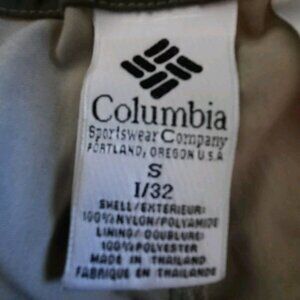 Columbia
Sportswear Company
PORTLAND, OREGON U.S.A
S
I/32
SHELL/EXTERIEUR:
100% NYLON/POLYAMIDE
LINING/DOUBLURE:
100% POLYESTER
MADE IN THAILAND
FABRIQUE EN THAILANDE